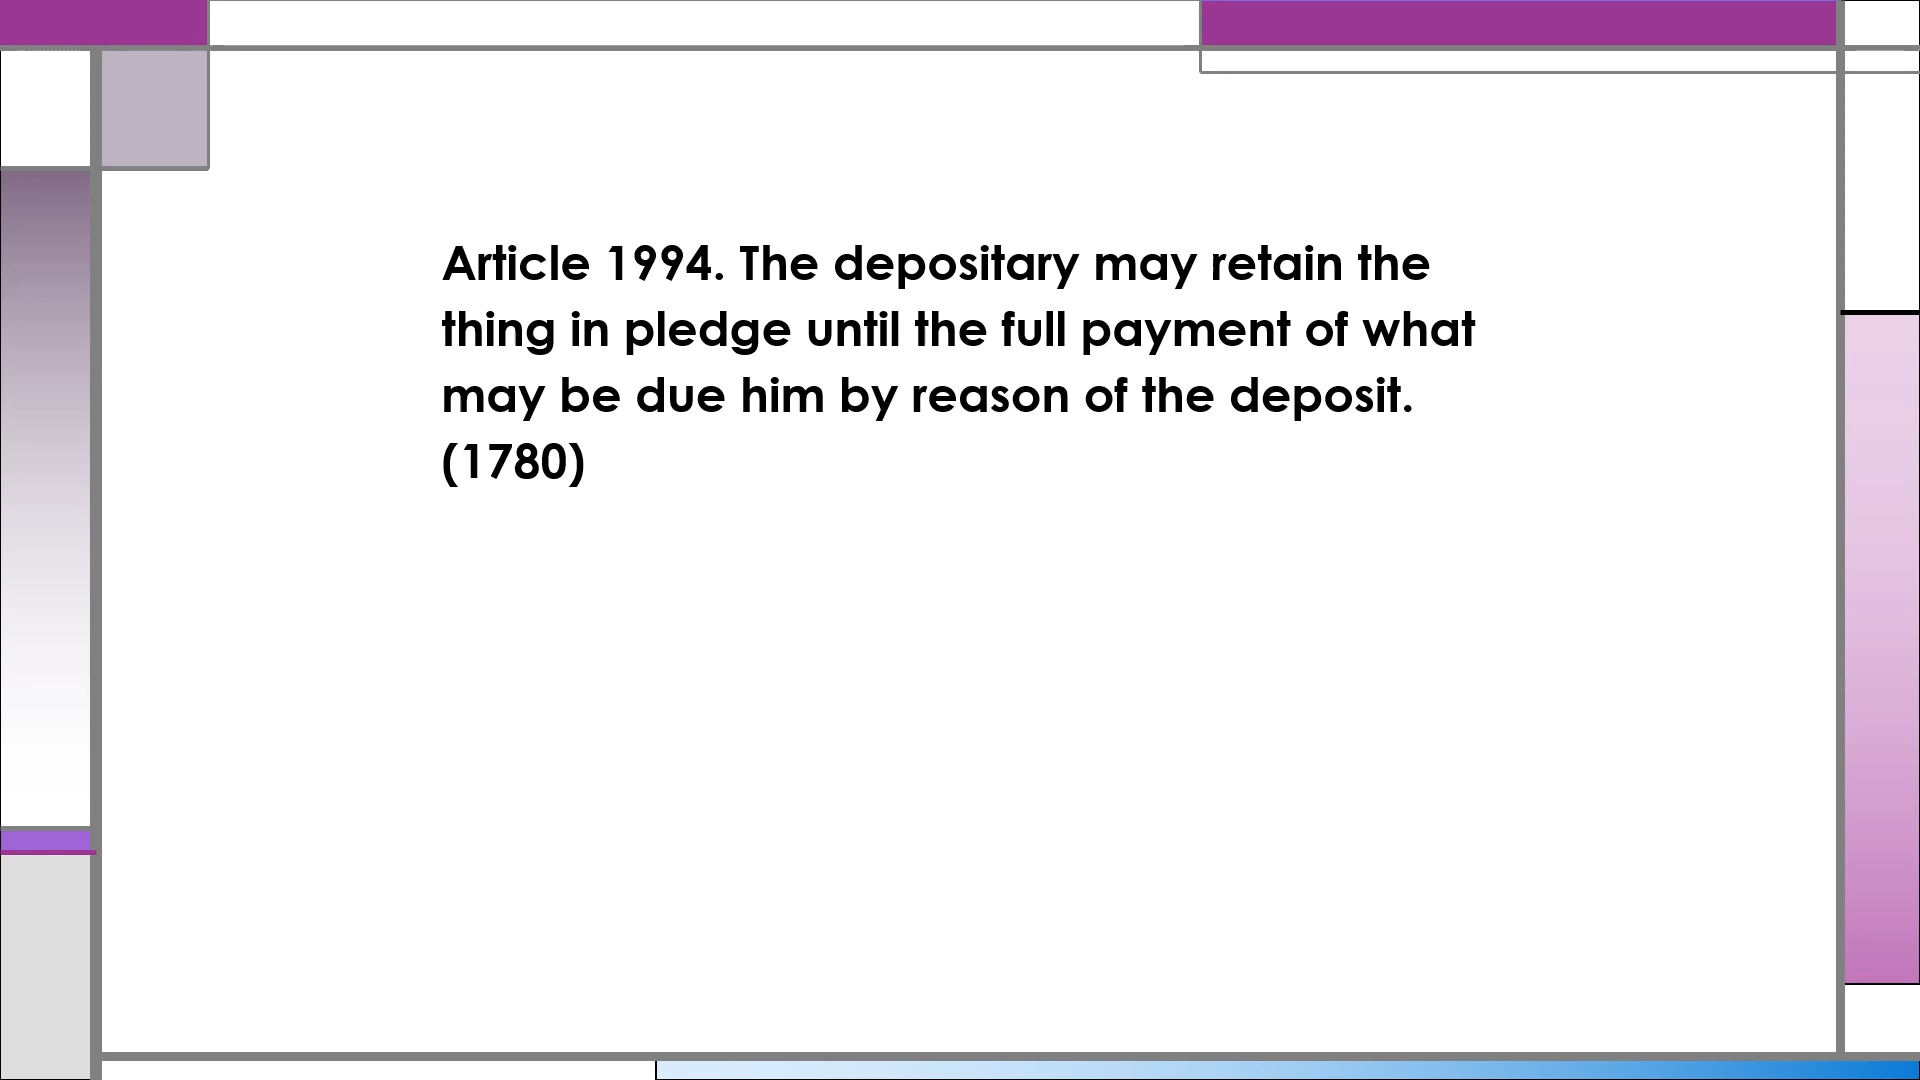 Article 1994. The depositary may retain the
thing in pledge until the full payment of what
may be due him by reason of the deposit.
(1780)